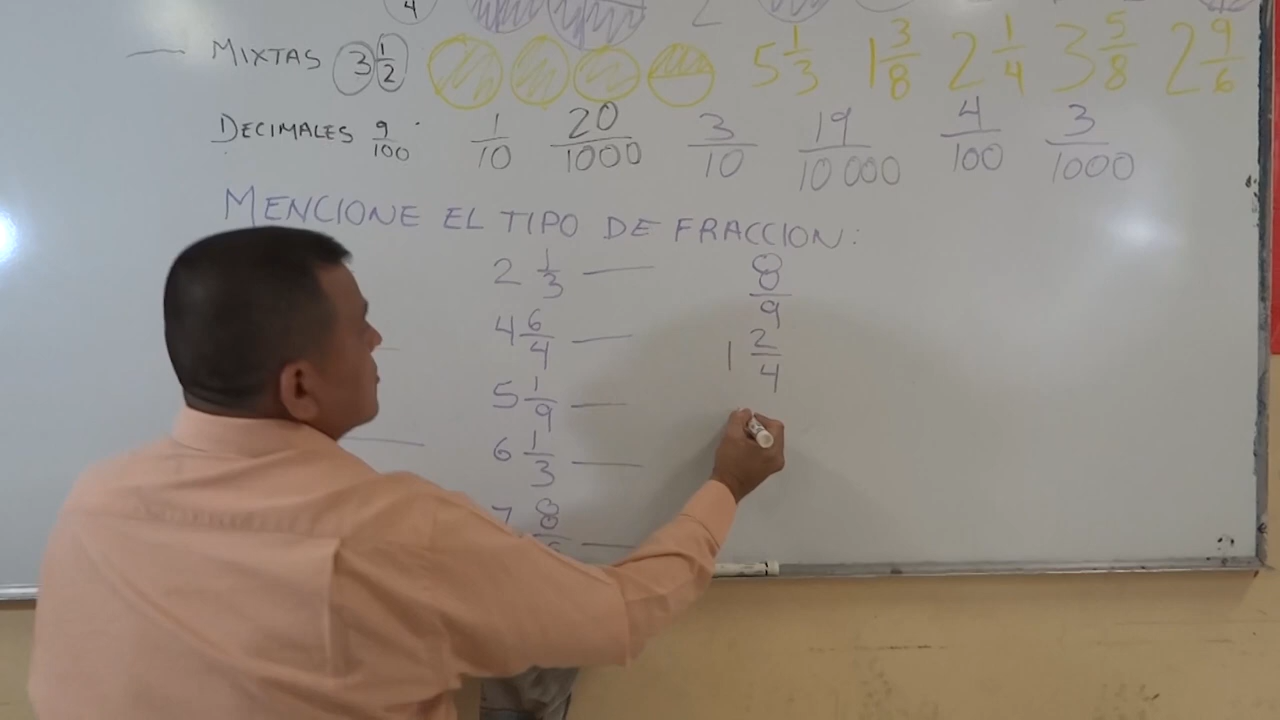 4
MIXTAS 3 1/2 5 1/3 1 3/8 2 1/4 3 5/8 2 9/6
DECIMALES 9/100 1/10 20/1000 3/10 19/10 000 4/100 3/1000
MENCIONE EL TIPO DE FRACCION:
2 1/3 8/9
4 6/4 1 2/4
5 1/9
6 1/3
7 8